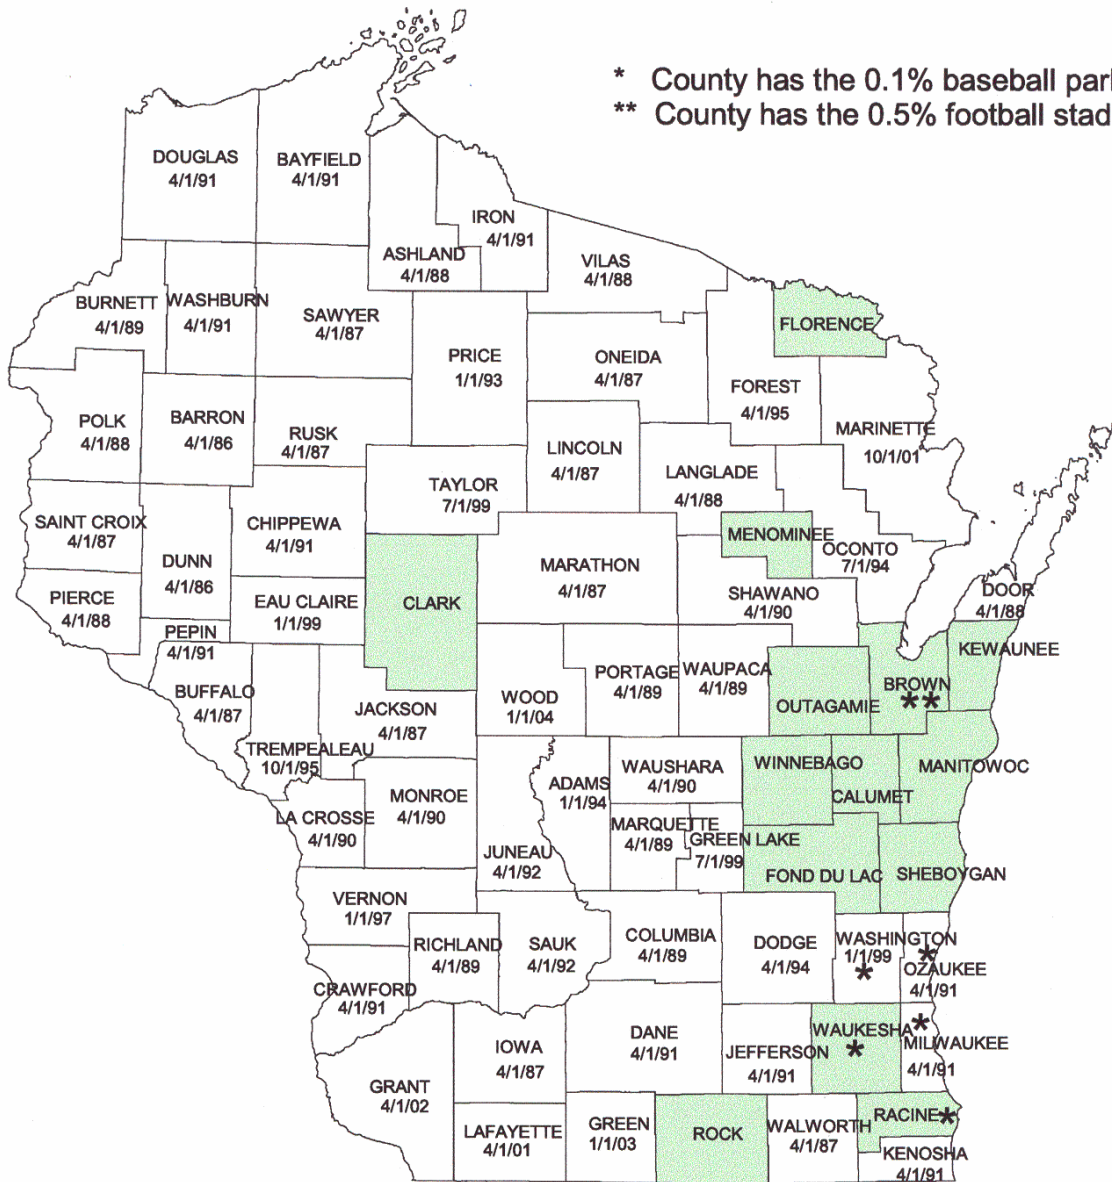 * County has the 0.1% baseball park
** County has the 0.5% football stad
DOUGLAS
4/1/91
BAYFIELD
4/1/91
IRON
4/1/91
ASHLAND
4/1/88
VILAS
4/1/88
BURNETT
4/1/89
WASHBURN
4/1/91
SAWYER
4/1/87
FLORENCE
PRICE
1/1/93
ONEIDA
4/1/87
FOREST
4/1/95
POLK
4/1/88
BARRON
4/1/86
RUSK
4/1/87
MARINETTE
10/1/01
LINCOLN
4/1/87
LANGLADE
4/1/88
TAYLOR
7/1/99
SAINT CROIX
4/1/87
CHIPPEWA
4/1/91
MENOMINEE
DUNN
4/1/86
MARATHON
4/1/87
OCONTO
7/1/94
PIERCE
4/1/88
EAU CLAIRE
1/1/99
CLARK
SHAWANO
4/1/90
DOOR
4/1/88
PEPIN
4/1/91
KEWAUNEE
BUFFALO
4/1/87
WOOD
1/1/04
PORTAGE
4/1/89
WAUPACA
4/1/89
BROWN
**
OUTAGAMIE
JACKSON
4/1/87
TREMPEALEAU
10/1/95
ADAMS
1/1/94
WAUSHARA
4/1/90
WINNEBAGO
MANITOWOC
CALUMET
MONROE
4/1/90
LA CROSSE
4/1/90
MARQUETTE
4/1/89
GREEN LAKE
7/1/99
JUNEAU
4/1/92
FOND DU LAC
SHEBOYGAN
VERNON
1/1/97
RICHLAND
4/1/89
SAUK
4/1/92
COLUMBIA
4/1/89
DODGE
4/1/94
WASHINGTON
1/1/99
*
*
OZAUKEE
4/1/91
CRAWFORD
4/1/91
IOWA
4/1/87
DANE
4/1/91
JEFFERSON
4/1/91
WAUKESHA
*
*
MILWAUKEE
4/1/91
GRANT
4/1/02
LAFAYETTE
4/1/01
GREEN
1/1/03
ROCK
WALWORTH
4/1/87
RACINE *
KENOSHA
4/1/91